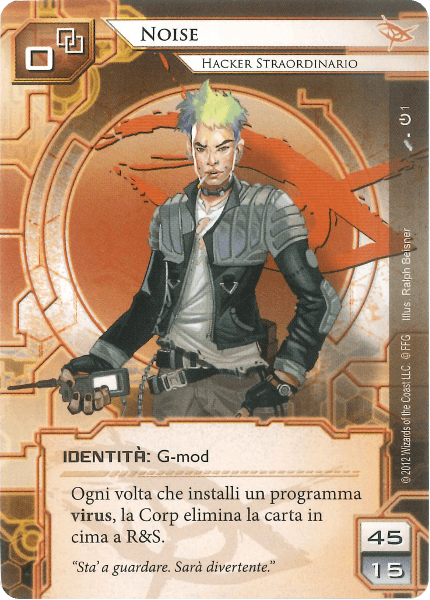 0
NOISE
HACKER STRAORDINARIO
1
IDENTITÀ: G-mod
Ogni volta che installi un programma
virus, la Corp elimina la carta in
cima a R&S.
“Sta’ a guardare. Sarà divertente.”
45
15
©2012 Wizards of the Coast LLC. ©FFG Illus. Ralph Beisner